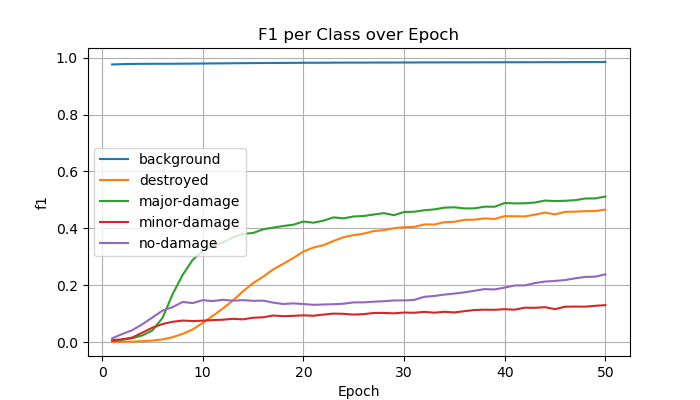 F1 per Class over Epoch
1.0
0.8
0.6
0.4
0.2
0.0
f1
background
destroyed
major-damage
minor-damage
no-damage
0 10 20 30 40 50
Epoch